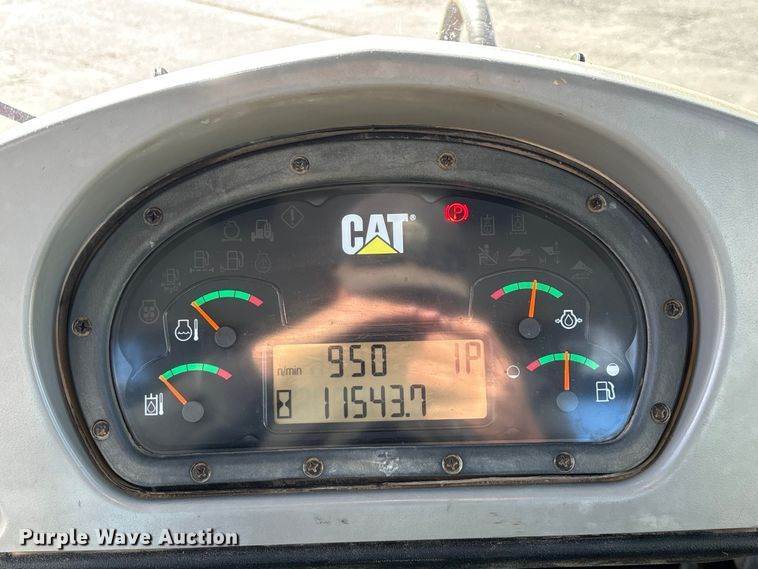 CAT®
P
n/min 950 1P
11543.7
Purple Wave Auction